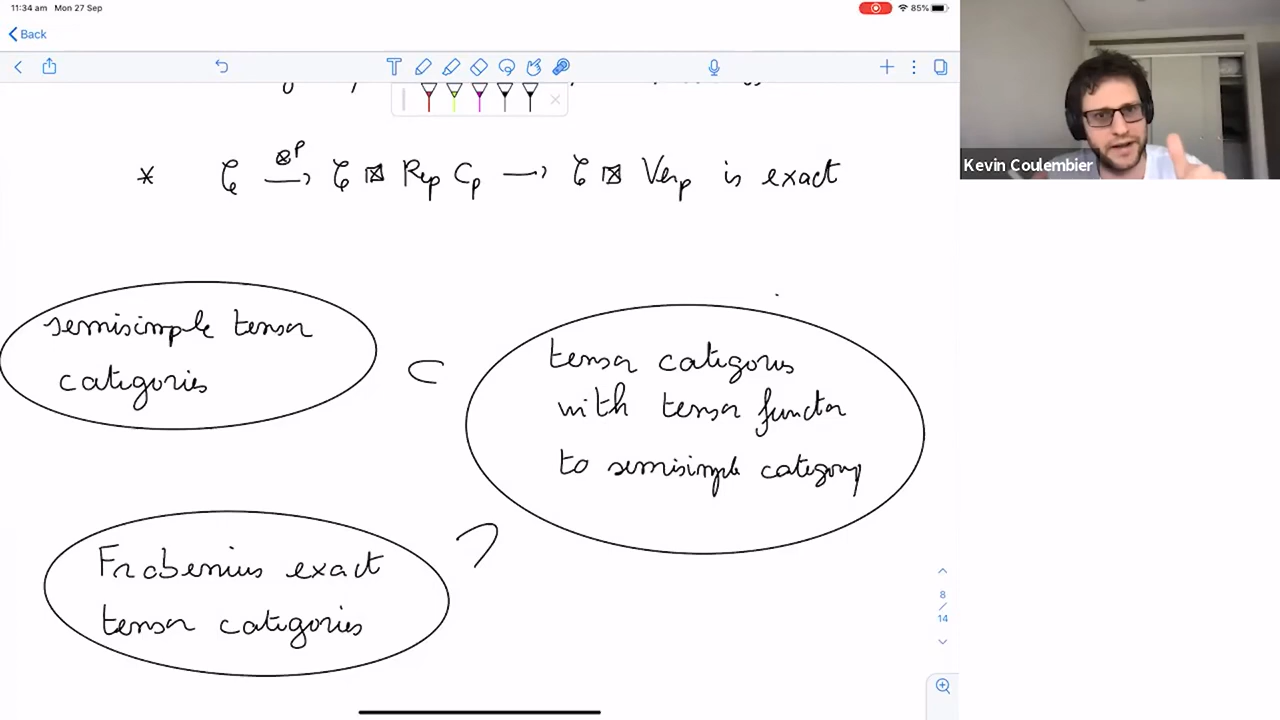 11:34 am Mon 27 Sep
85%
Back
T
* 𝒞 ⊗p → 𝒞 ⊠ Rep Cp → 𝒞 ⊠ Verp is exact
semisimple tensor
categories
⊂
tensor categories
with tensor functor
to semisimple category
Frobenius exact
tensor categories
8
/
14
Kevin Coulembier